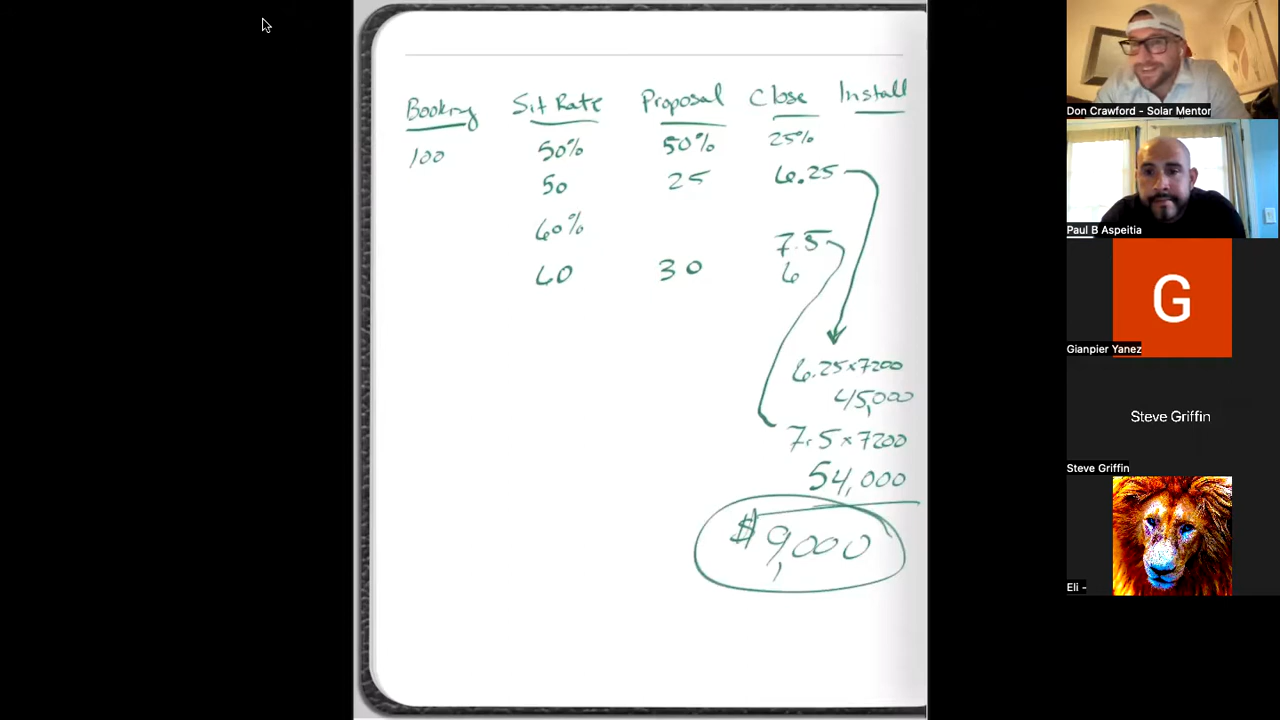 Booking Sit Rate Proposal Close Install
100 50% 50% 25%
50 25 6.25
60%
7.5
60 30 6
6.25x7200
45,000
7.5x7200
54,000
$9,000
Don Crawford - Solar Mentor
Paul B Aspeitia
G
Gianpier Yanez
Steve Griffin
Steve Griffin
Eli -